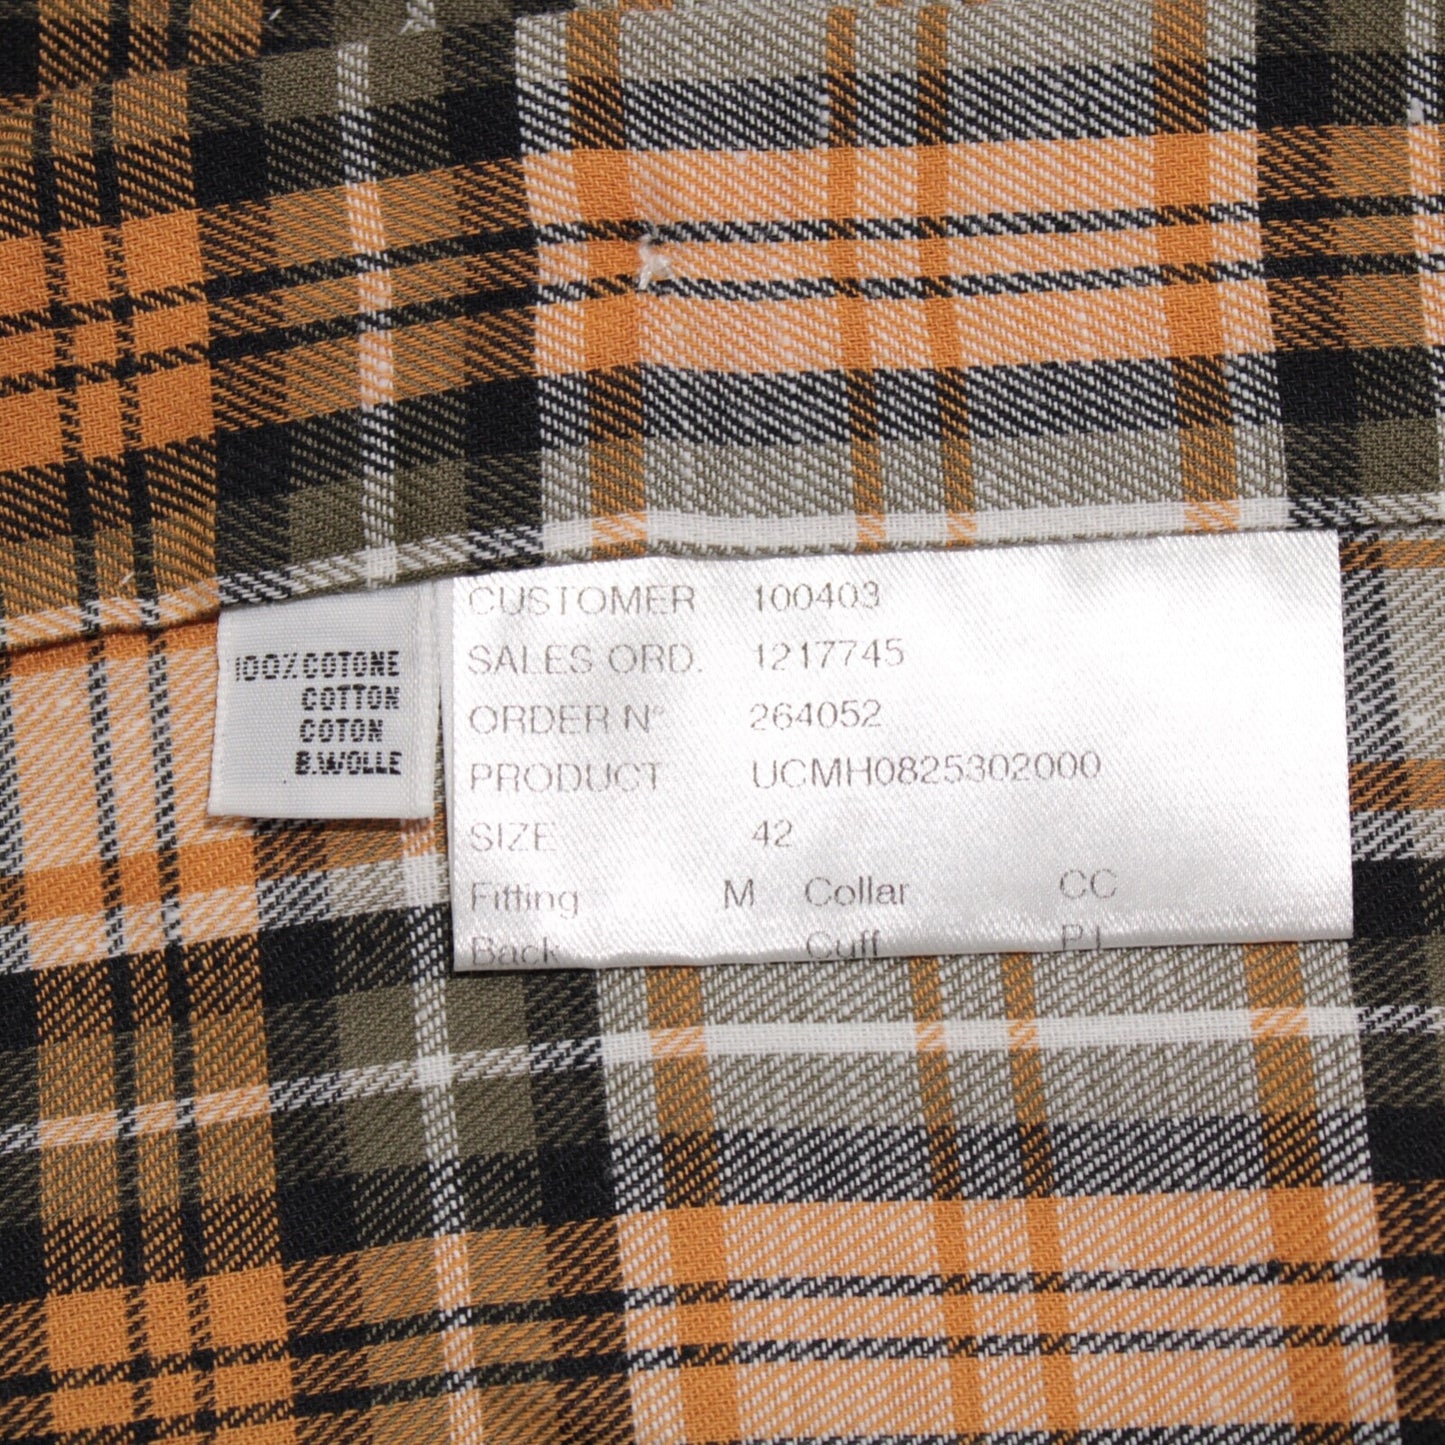 100% COTONE
COTTON
COTON
B.WOLLE
CUSTOMER 100403
SALES ORD. 1217745
ORDER N° 264052
PRODUCT UCMH0825302000
SIZE 42
Fitting M Collar CC
Back Cuff P1